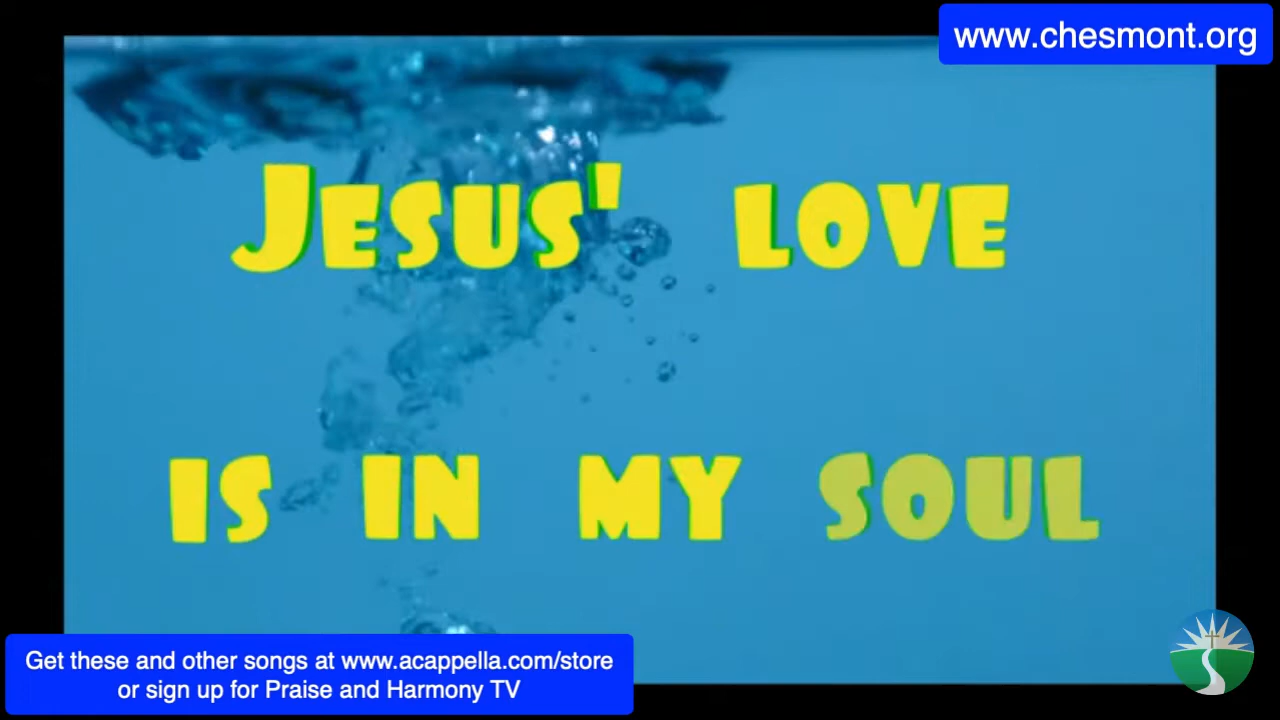 www.chesmont.org
Jesus' love
is in my soul
Get these and other songs at www.acappella.com/store
or sign up for Praise and Harmony TV